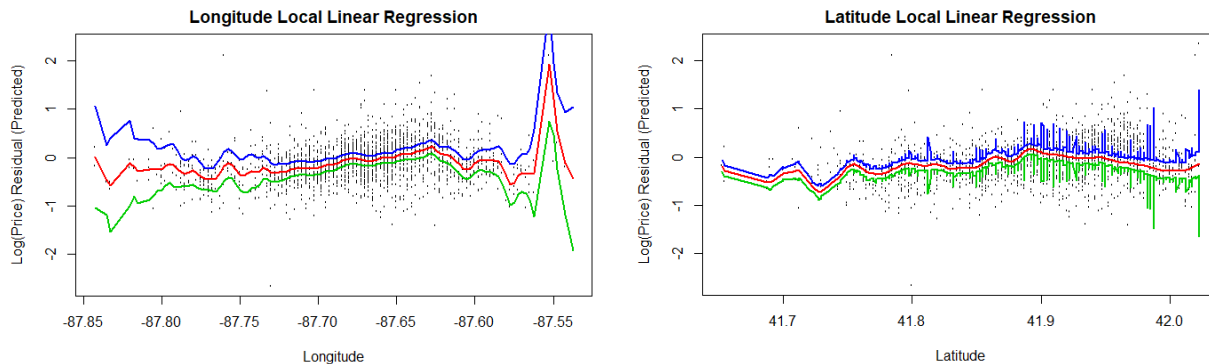 Longitude Local Linear Regression
Log(Price) Residual (Predicted)
2
1
0
-1
-2
-87.85 -87.80 -87.75 -87.70 -87.65 -87.60 -87.55
Longitude
Latitude Local Linear Regression
Log(Price) Residual (Predicted)
2
1
0
-1
-2
41.7 41.8 41.9 42.0
Latitude